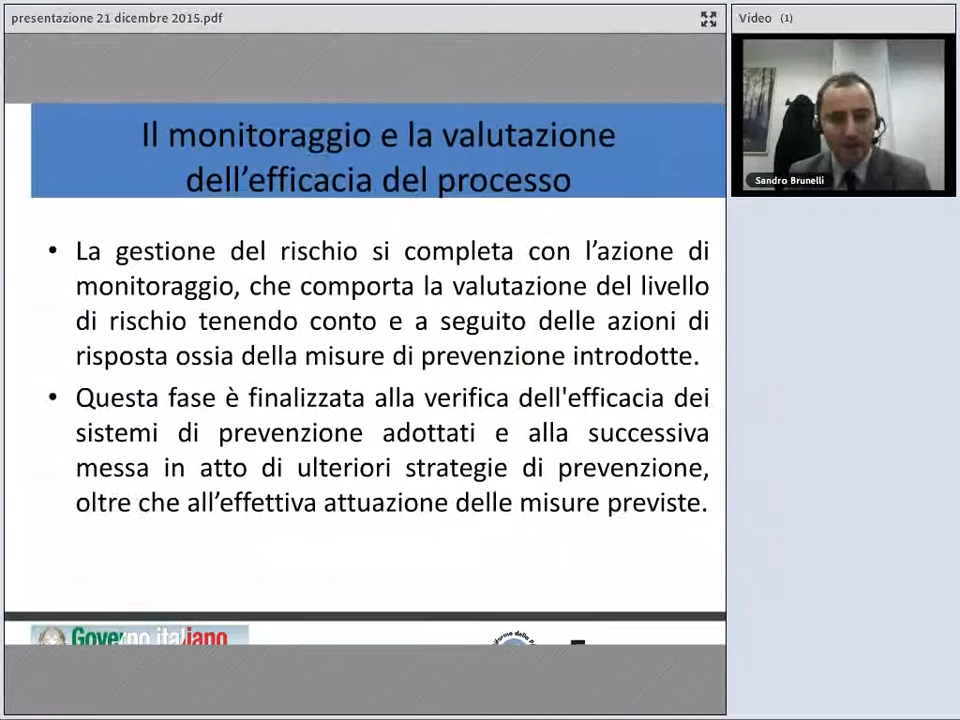 presentazione 21 dicembre 2015.pdf
Video (1)
Il monitoraggio e la valutazione
dell’efficacia del processo
Sandro Brunelli
• La gestione del rischio si completa con l’azione di
monitoraggio, che comporta la valutazione del livello
di rischio tenendo conto e a seguito delle azioni di
risposta ossia della misure di prevenzione introdotte.
• Questa fase è finalizzata alla verifica dell'efficacia dei
sistemi di prevenzione adottati e alla successiva
messa in atto di ulteriori strategie di prevenzione,
oltre che all’effettiva attuazione delle misure previste.
Governo italiano